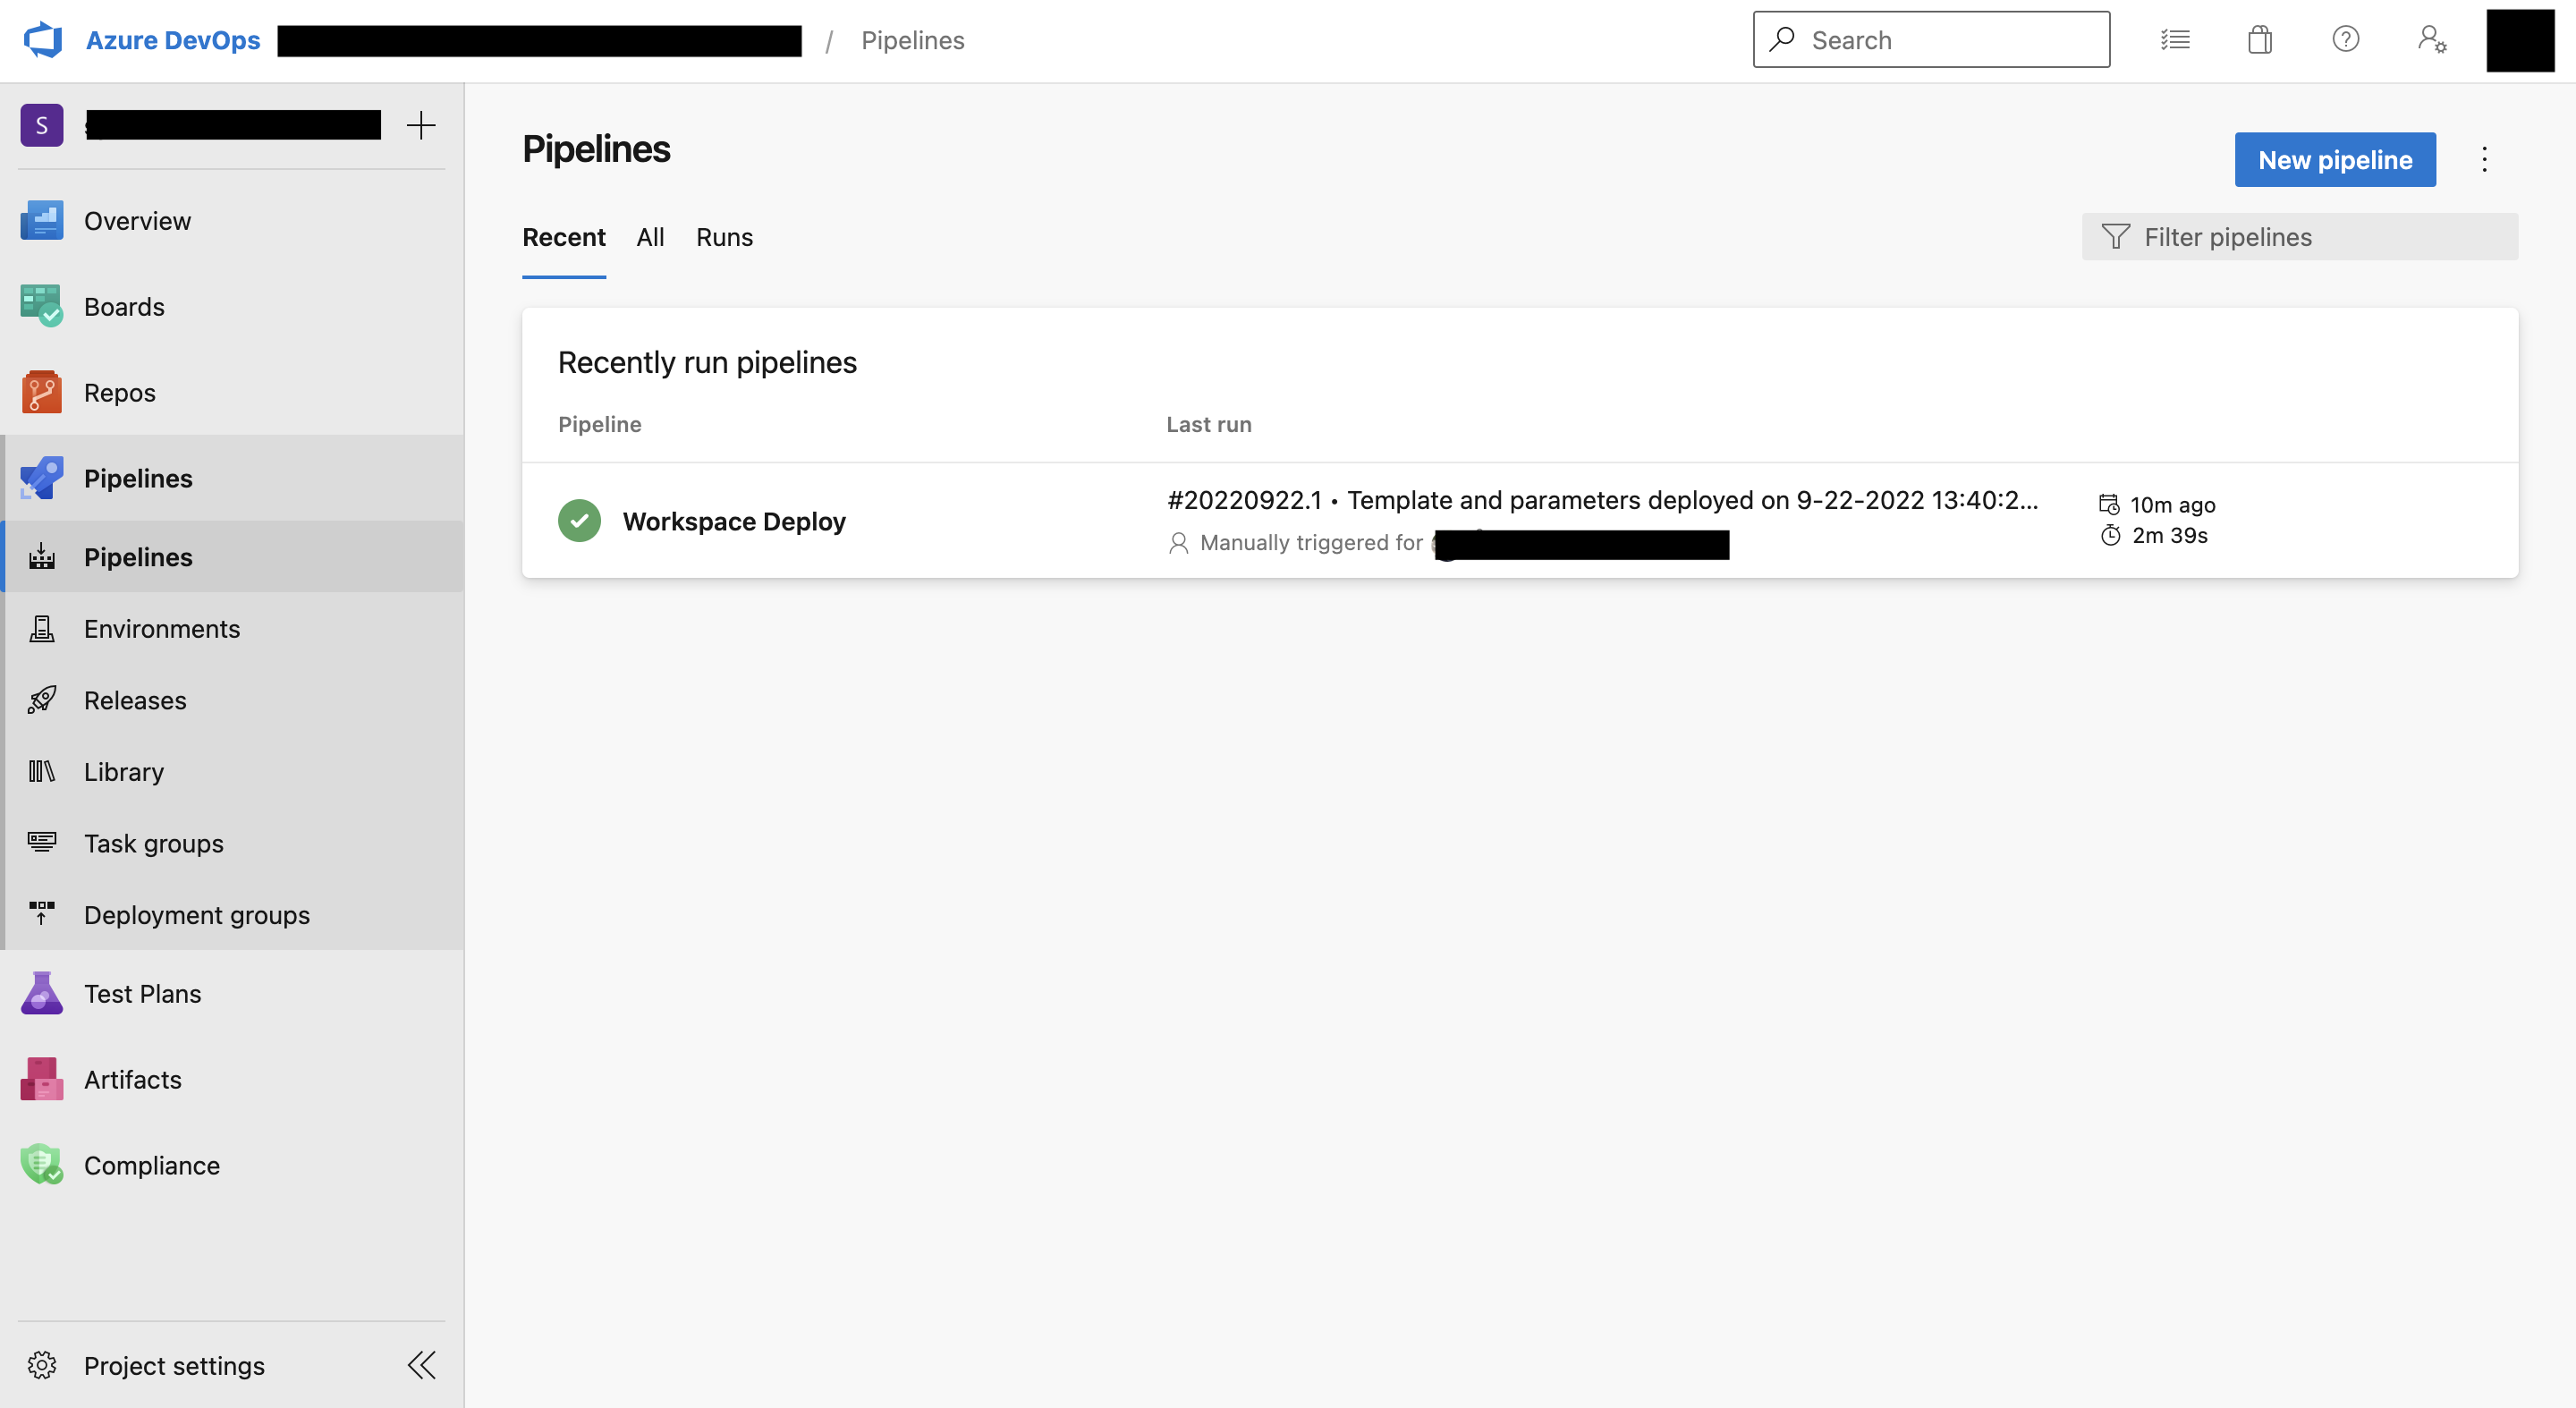 Azure DevOps / Pipelines
Search
S
Overview
Boards
Repos
Pipelines
Pipelines
Environments
Releases
Library
Task groups
Deployment groups
Test Plans
Artifacts
Compliance
Project settings
Pipelines
New pipeline
Recent All Runs
Filter pipelines
Recently run pipelines
Pipeline Last run
Workspace Deploy
#20220922.1 • Template and parameters deployed on 9-22-2022 13:40:2...
Manually triggered for
10m ago
2m 39s